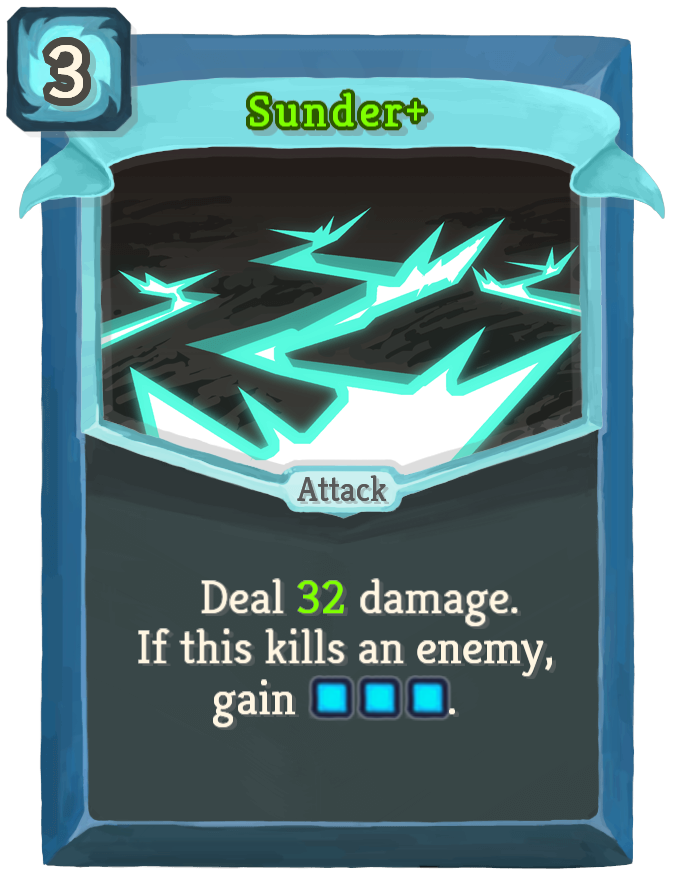 3
Sunder+
Attack
Deal 32 damage.
If this kills an enemy,
gain .